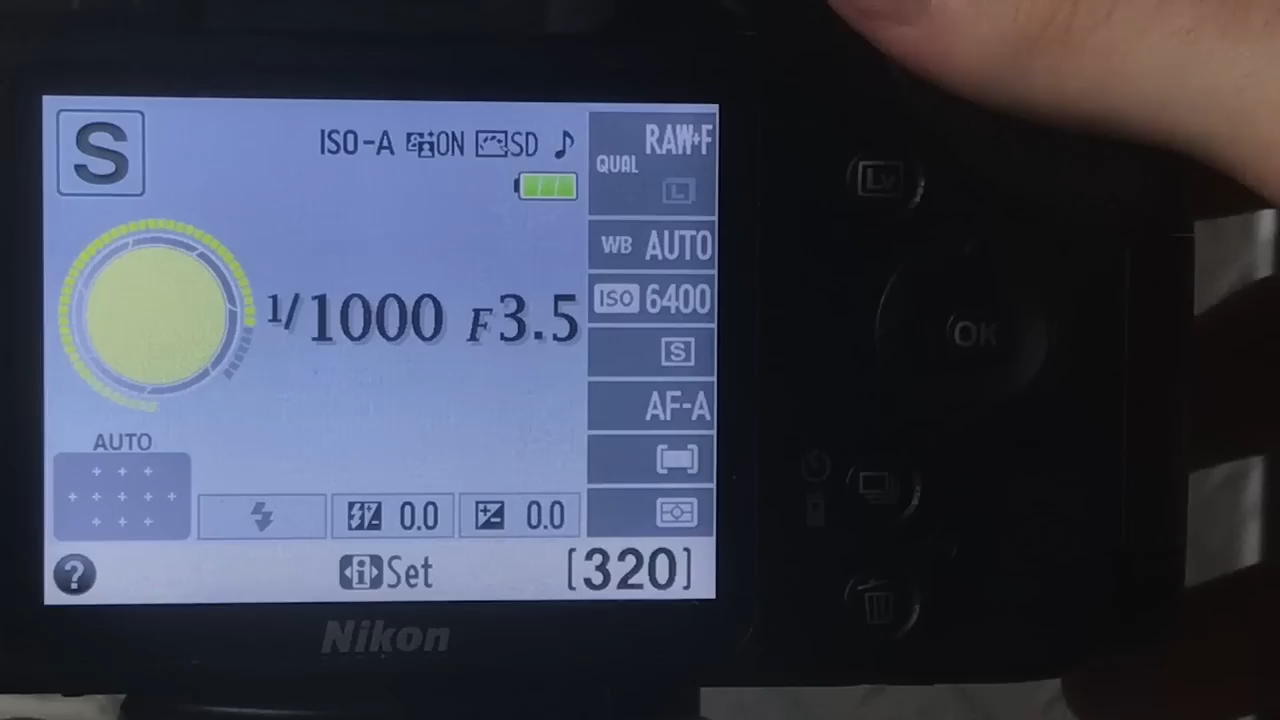 S
ISO-A ON SD
QUAL RAW+F
L
WB AUTO
ISO 6400
1/1000 F3.5
S
AF-A
AUTO
0.0 0.0
? i Set [320]
Nikon
Lv
OK